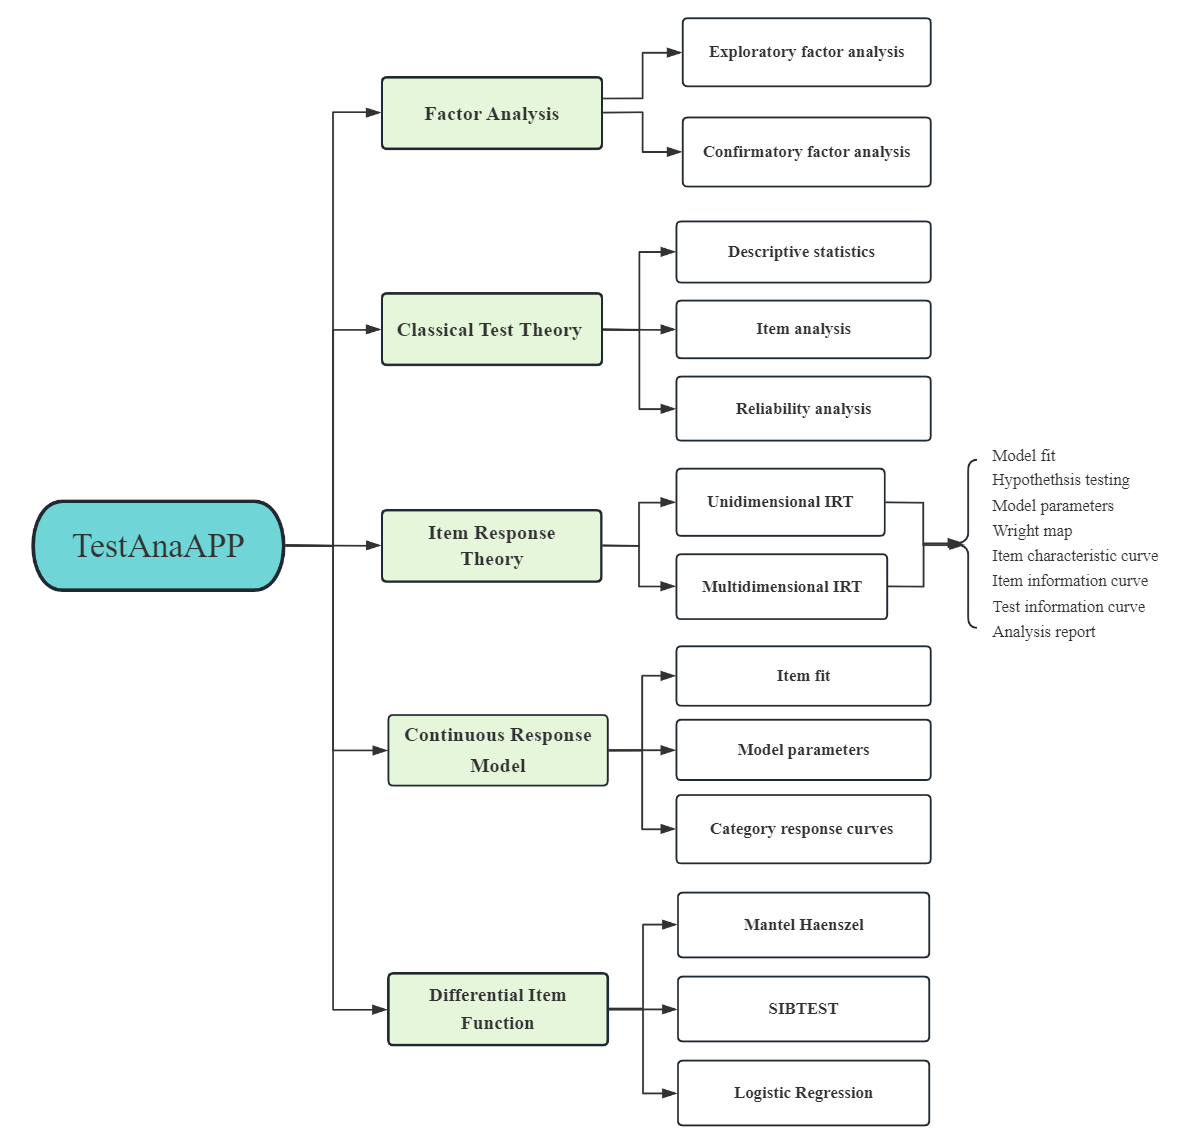 TestAnaAPP
Factor Analysis
Exploratory factor analysis
Confirmatory factor analysis
Classical Test Theory
Descriptive statistics
Item analysis
Reliability analysis
Item Response
Theory
Unidimensional IRT
Multidimensional IRT
Model fit
Hypothethsis testing
Model parameters
Wright map
Item characteristic curve
Item information curve
Test information curve
Analysis report
Continuous Response
Model
Item fit
Model parameters
Category response curves
Differential Item
Function
Mantel Haenszel
SIBTEST
Logistic Regression